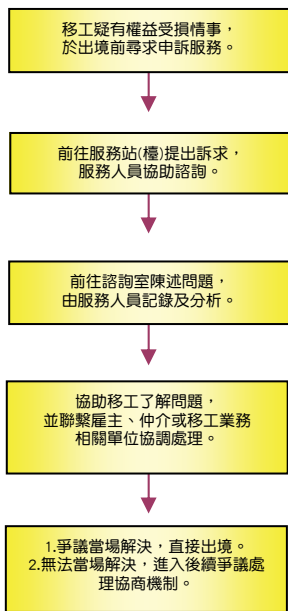 移工疑有權益受損情事，
於出境前尋求申訴服務。
前往服務站(檯)提出訴求，
服務人員協助諮詢。
前往諮詢室陳述問題，
由服務人員記錄及分析。
協助移工了解問題，
並聯繫雇主、仲介或移工業務
相關單位協調處理。
1.爭議當場解決，直接出境。
2.無法當場解決，進入後續爭議處
理協商機制。